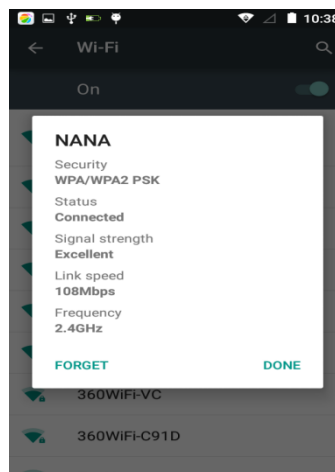 10:38
Wi-Fi
On
NANA
Security
WPA/WPA2 PSK
Status
Connected
Signal strength
Excellent
Link speed
108Mbps
Frequency
2.4GHz
FORGET
DONE
360WiFi-VC
360WiFi-C91D